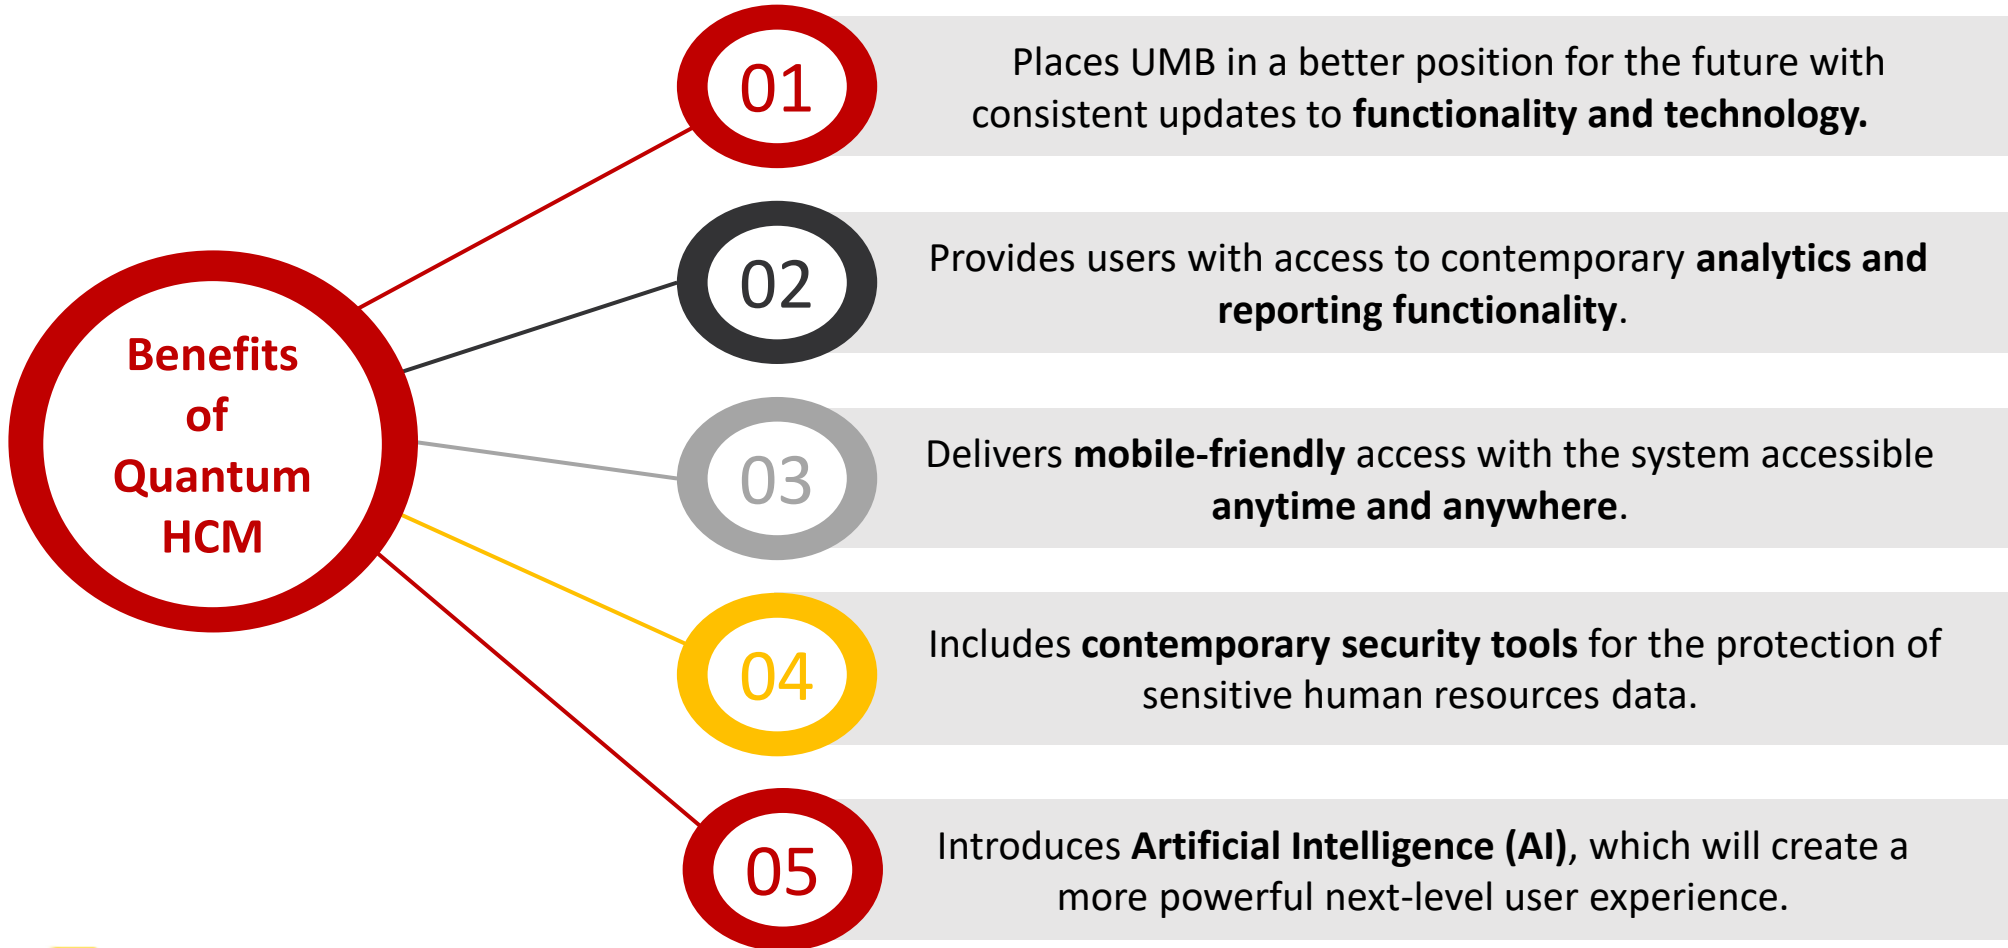 Benefits
of
Quantum
HCM
01
Places UMB in a better position for the future with
consistent updates to functionality and technology.
02
Provides users with access to contemporary analytics and
reporting functionality.
03
Delivers mobile-friendly access with the system accessible
anytime and anywhere.
04
Includes contemporary security tools for the protection of
sensitive human resources data.
05
Introduces Artificial Intelligence (AI), which will create a
more powerful next-level user experience.